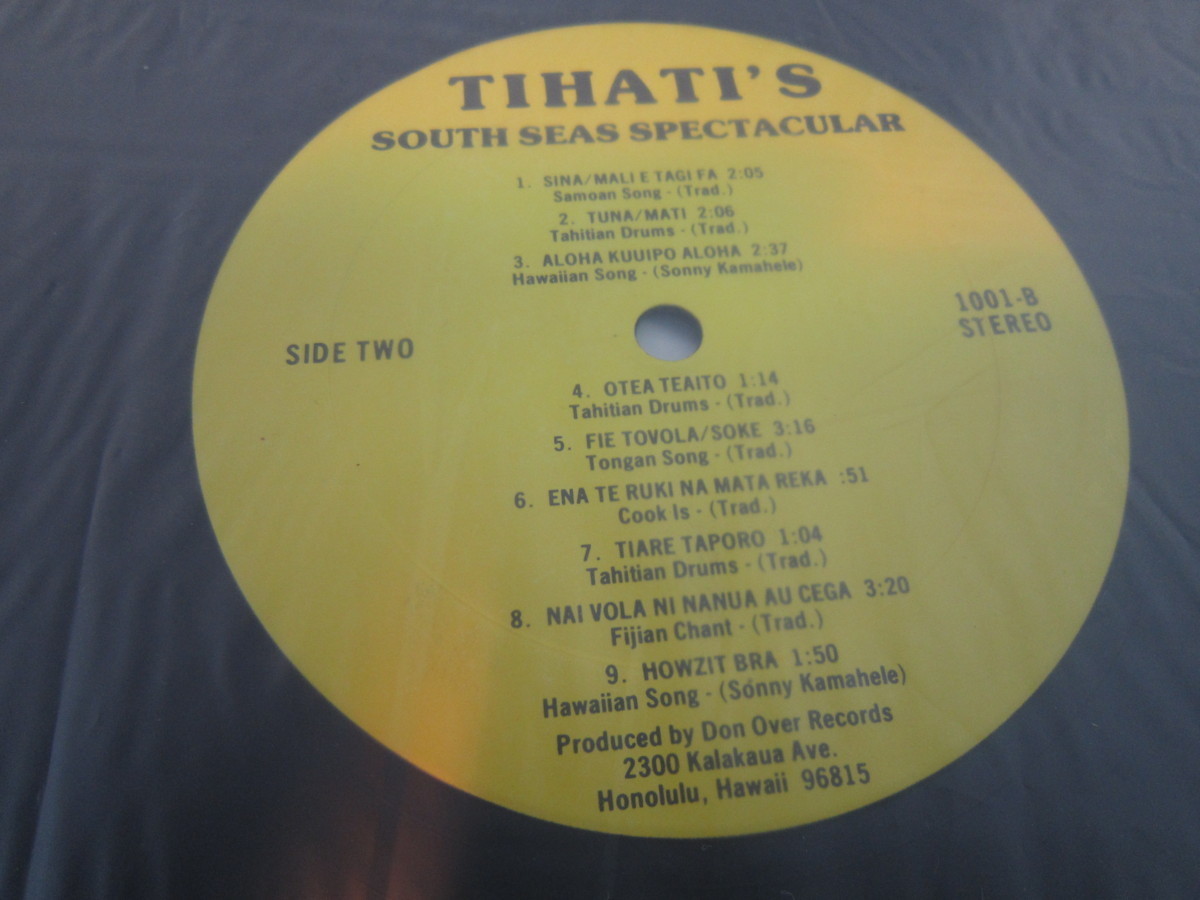 TIHATI'S
SOUTH SEAS SPECTACULAR
1. SINA/MALI E TAGI FA 2:05
Samoan Song - (Trad.)
2. TUNA/MATI 2:06
Tahitian Drums - (Trad.)
3. ALOHA KUUIPO ALOHA 2:37
Hawaiian Song - (Sonny Kamahele)
SIDE TWO
1001-B
STEREO
4. OTEA TEAITO 1:14
Tahitian Drums - (Trad.)
5. FIE TOVOLA/SOKE 3:16
Tongan Song - (Trad.)
6. ENA TE RUKI NA MATA REKA :51
Cook Is - (Trad.)
7. TIARE TAPORO 1:04
Tahitian Drums - (Trad.)
8. NAI VOLA NI NANUA AU CEGA 3:20
Fijian Chant - (Trad.)
9. HOWZIT BRA 1:50
Hawaiian Song - (Sonny Kamahele)
Produced by Don Over Records
2300 Kalakaua Ave.
Honolulu, Hawaii 96815